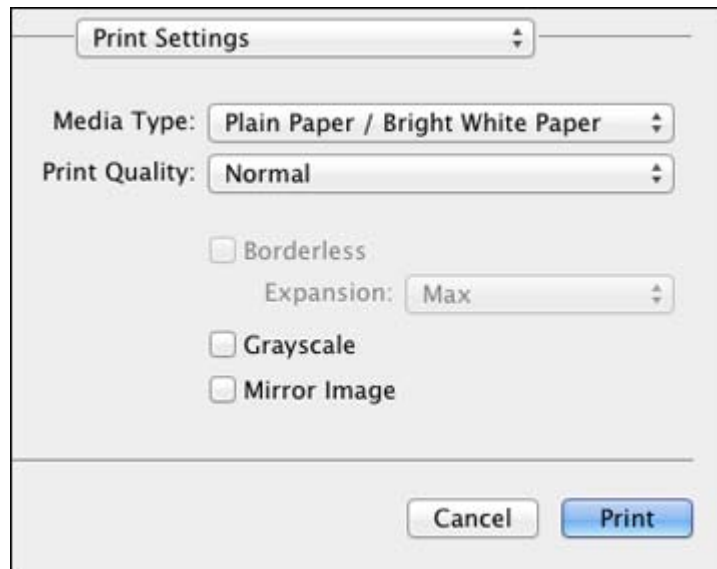 Print Settings
Media Type: Plain Paper / Bright White Paper
Print Quality: Normal
Borderless
Expansion: Max
Grayscale
Mirror Image
Cancel Print